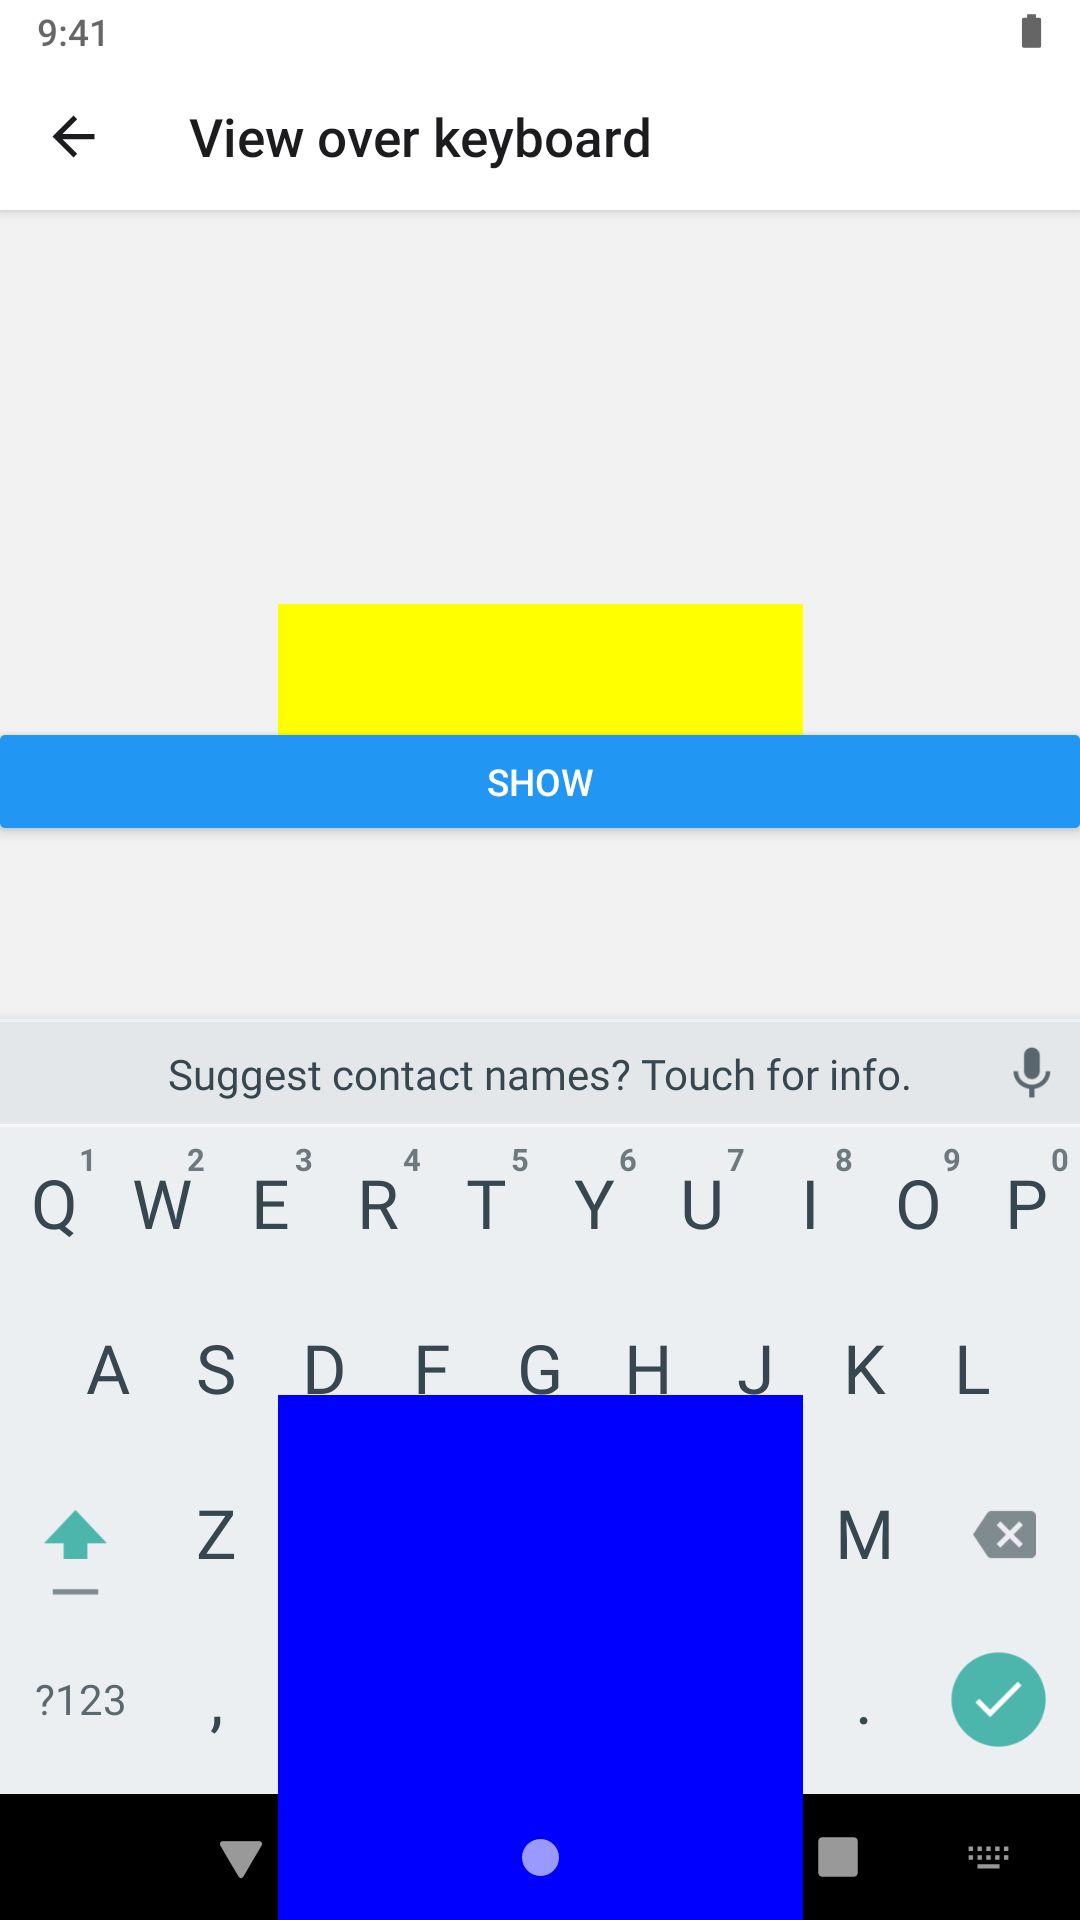 9:41
View over keyboard
SHOW
Suggest contact names? Touch for info.
1 2 3 4 5 6 7 8 9 0
Q W E R T Y U I O P
A S D F G H J K L
Z M
?123 , .